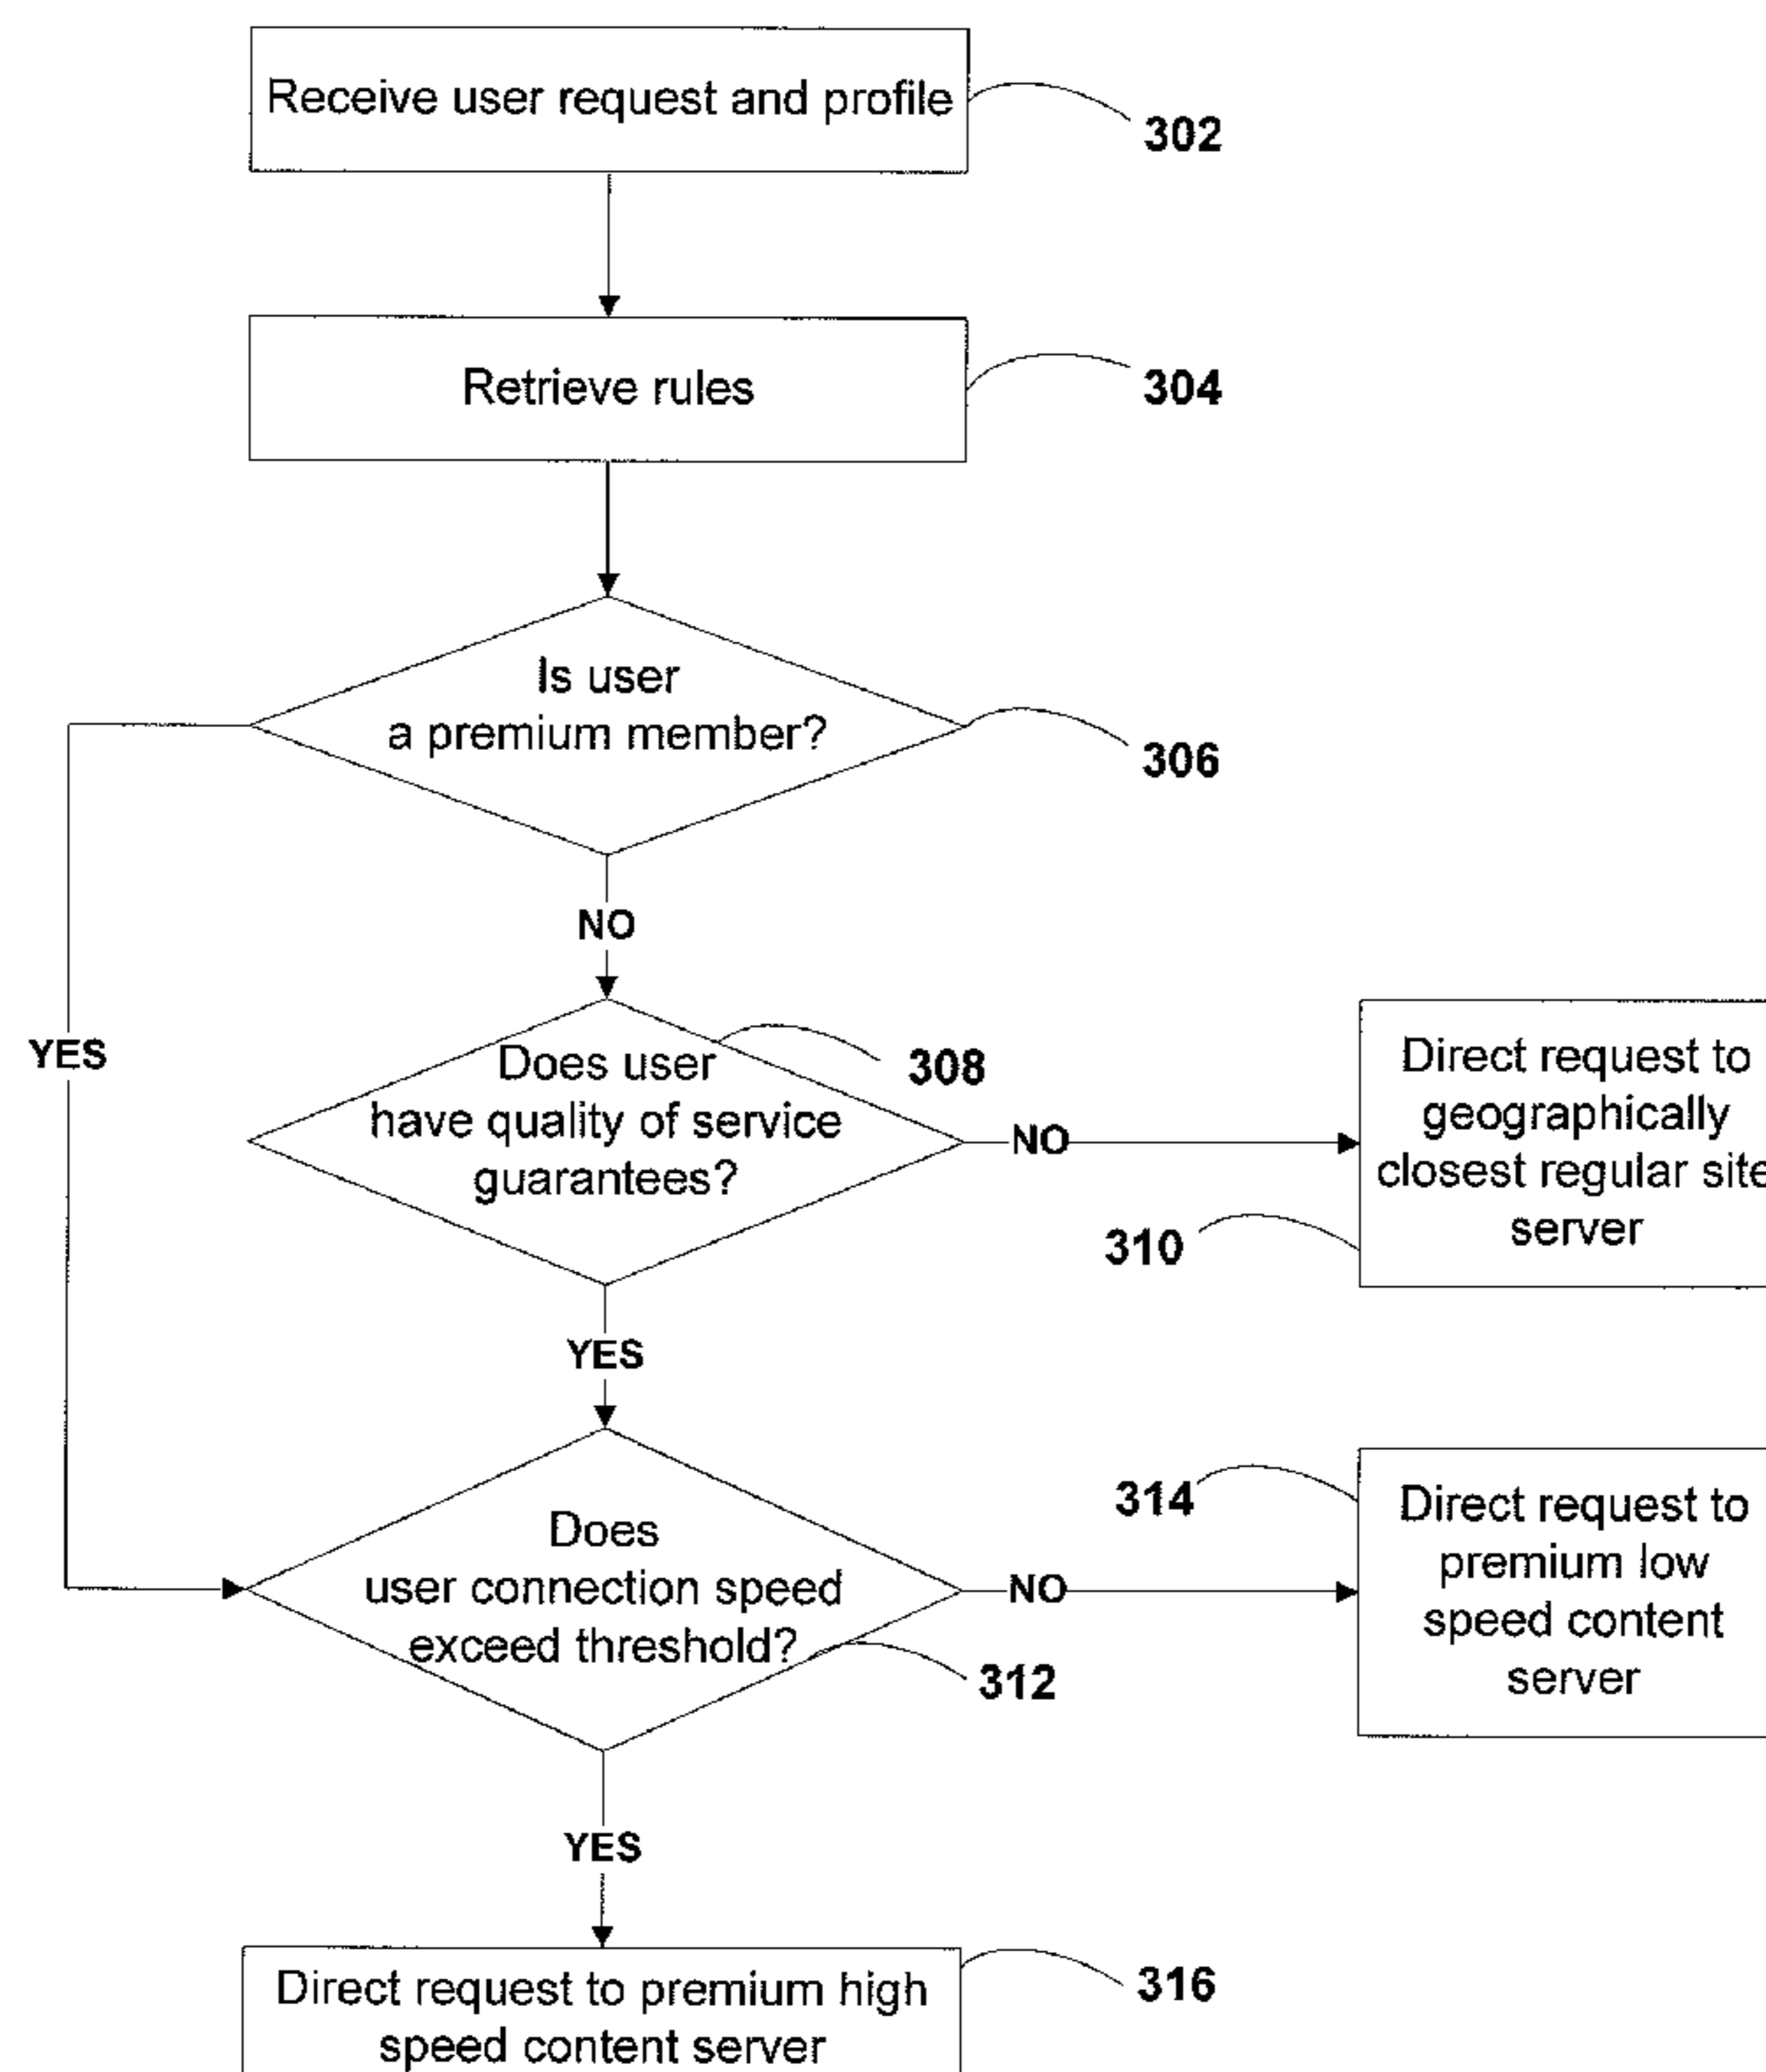 Receive user request and profile
302
Retrieve rules
304
Is user
a premium member?
306
NO
YES
Does user
have quality of service
guarantees?
308
NO
Direct request to
geographically
closest regular site
server
310
YES
Does
user connection speed
exceed threshold?
312
NO
314
Direct request to
premium low
speed content
server
YES
Direct request to premium high
speed content server
316